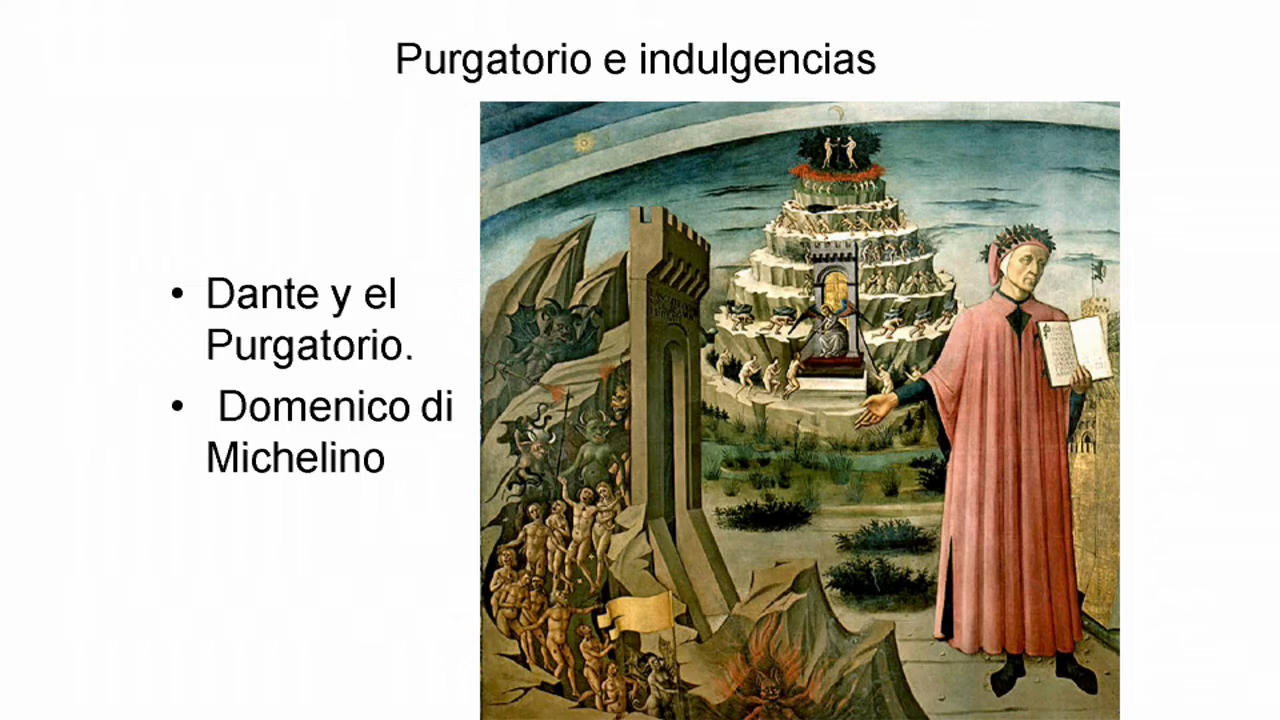 Purgatorio e indulgencias
• Dante y el
Purgatorio.
• Domenico di
Michelino